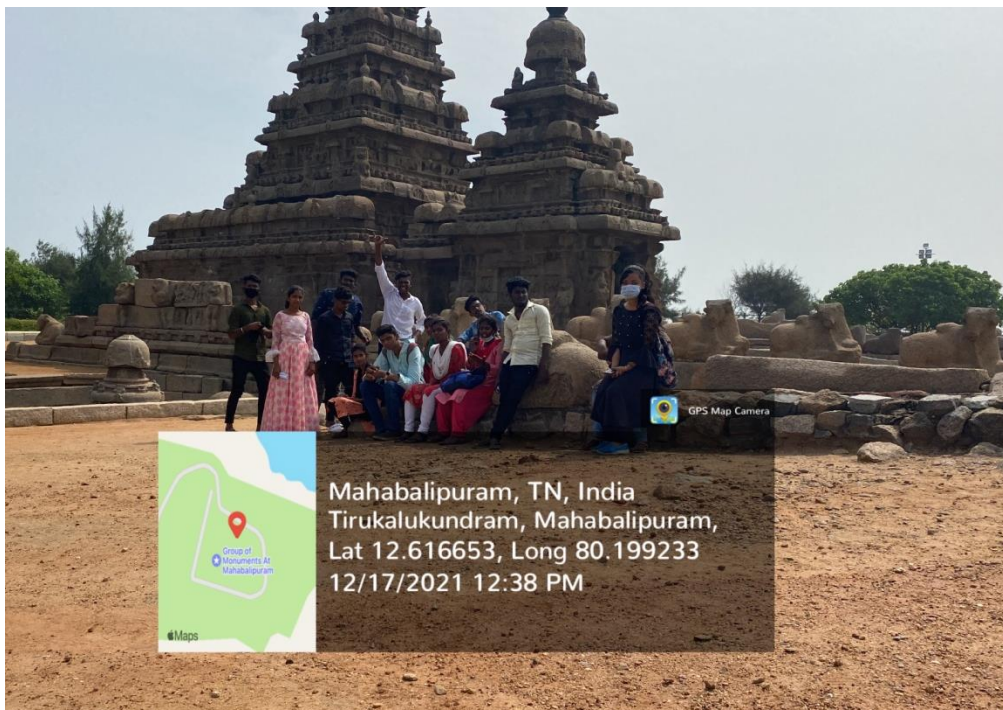 GPS Map Camera
Mahabalipuram, TN, India
Tirukalukundram, Mahabalipuram,
Lat 12.616653, Long 80.199233
12/17/2021 12:38 PM
Group of
Monuments At
Mahabalipuram
Maps